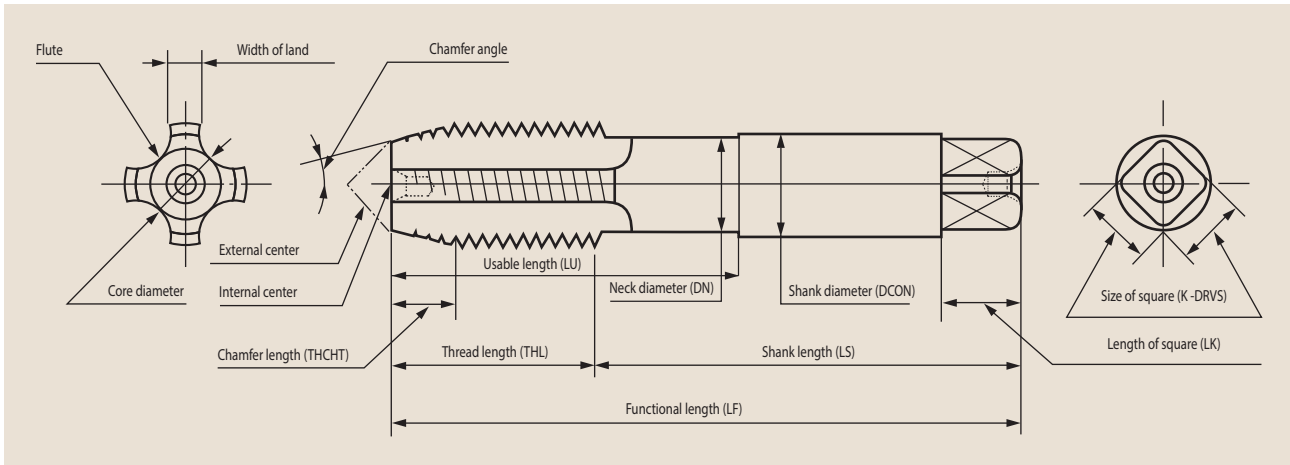 Flute
Width of land
Chamfer angle
External center
Core diameter
Internal center
Usable length (LU)
Neck diameter (DN)
Shank diameter (DCON)
Size of square (K -DRVS)
Chamfer length (THCHT)
Thread length (THL)
Shank length (LS)
Length of square (LK)
Functional length (LF)